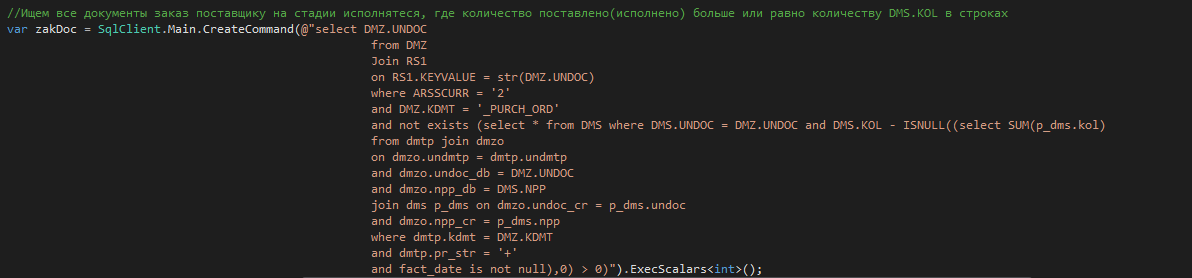 //Ищем все документы заказ поставщику на стадии исполнятеся, где количество поставлено(исполнено) больше или равно количеству DMS.KOL в строках
var zakDoc = SqlClient.Main.CreateCommand(@"select DMZ.UNDOC
from DMZ
Join RS1
on RS1.KEYVALUE = str(DMZ.UNDOC)
where ARSSCURR = '2'
and DMZ.KDMT = '_PURCH_ORD'
and not exists (select * from DMS where DMS.UNDOC = DMZ.UNDOC and DMS.KOL - ISNULL((select SUM(p_dms.kol)
from dmtp join dmzo
on dmzo.undmtp = dmtp.undmtp
and dmzo.undoc_db = DMZ.UNDOC
and dmzo.npp_db = DMS.NPP
join dms p_dms on dmzo.undoc_cr = p_dms.undoc
and dmzo.npp_cr = p_dms.npp
where dmtp.kdmt = DMZ.KDMT
and dmtp.pr_str = '+'
and fact_date is not null),0) > 0)").ExecScalars<int>();